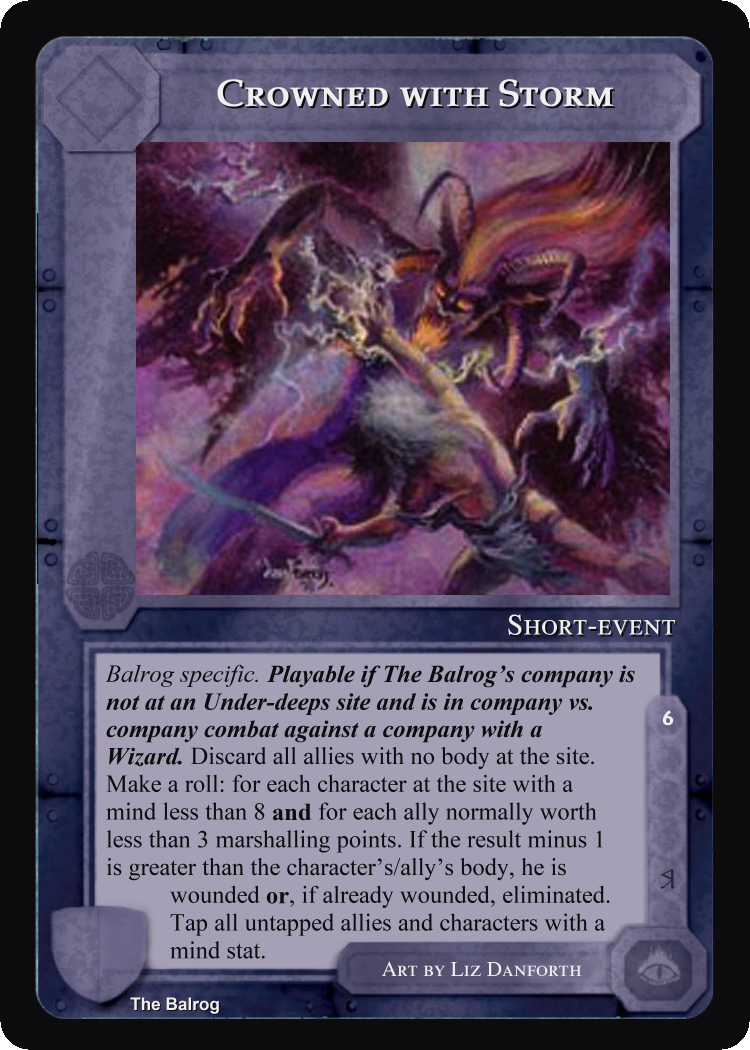 Crowned with Storm
Short-event
Balrog specific. Playable if The Balrog's company is
not at an Under-deeps site and is in company vs.
company combat against a company with a
Wizard. Discard all allies with no body at the site.
Make a roll: for each character at the site with a
mind less than 8 and for each ally normally worth
less than 3 marshalling points. If the result minus 1
is greater than the character's/ally's body, he is
wounded or, if already wounded, eliminated.
Tap all untapped allies and characters with a
mind stat.
6
Art by Liz Danforth
The Balrog